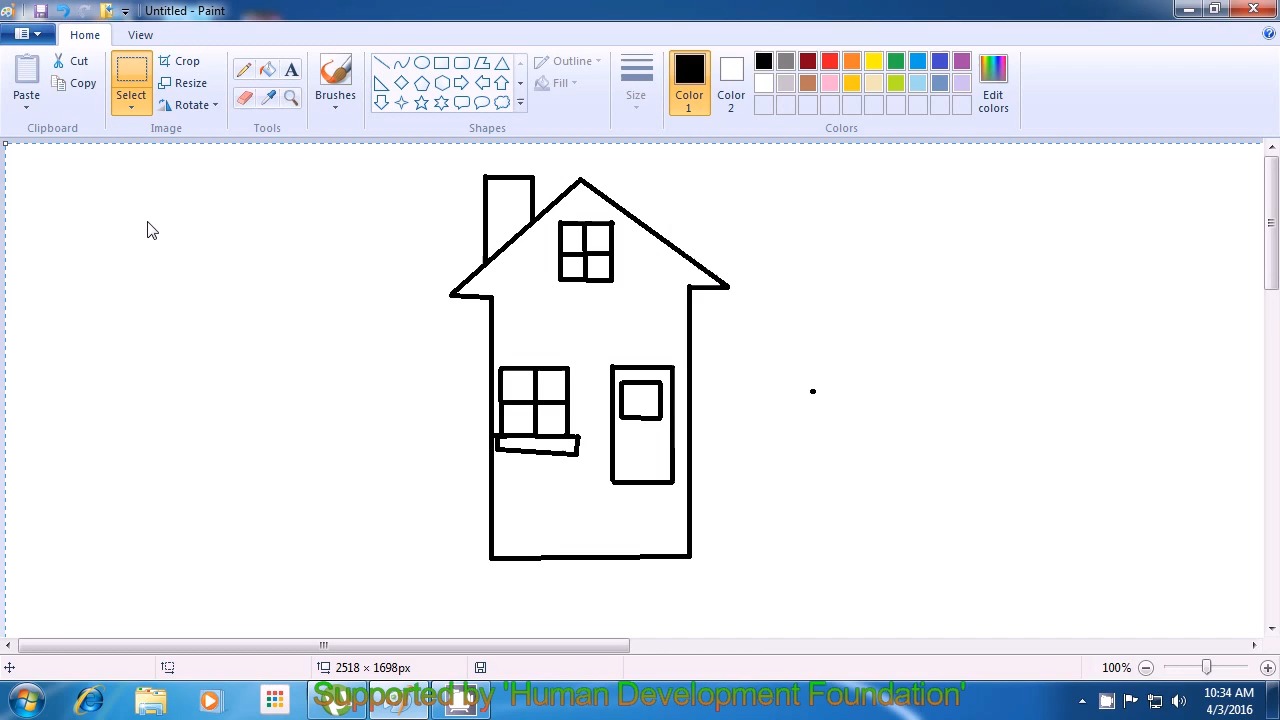 Untitled - Paint
Home View
Paste
Cut
Copy
Clipboard
Select
Crop
Resize
Rotate
Image
A
Tools
Brushes
Shapes
Outline
Fill
Size
Color 1
Color 2
Edit colors
Colors
2518 × 1698px
100%
Supported by 'Human Development Foundation'
10:34 AM
4/3/2016